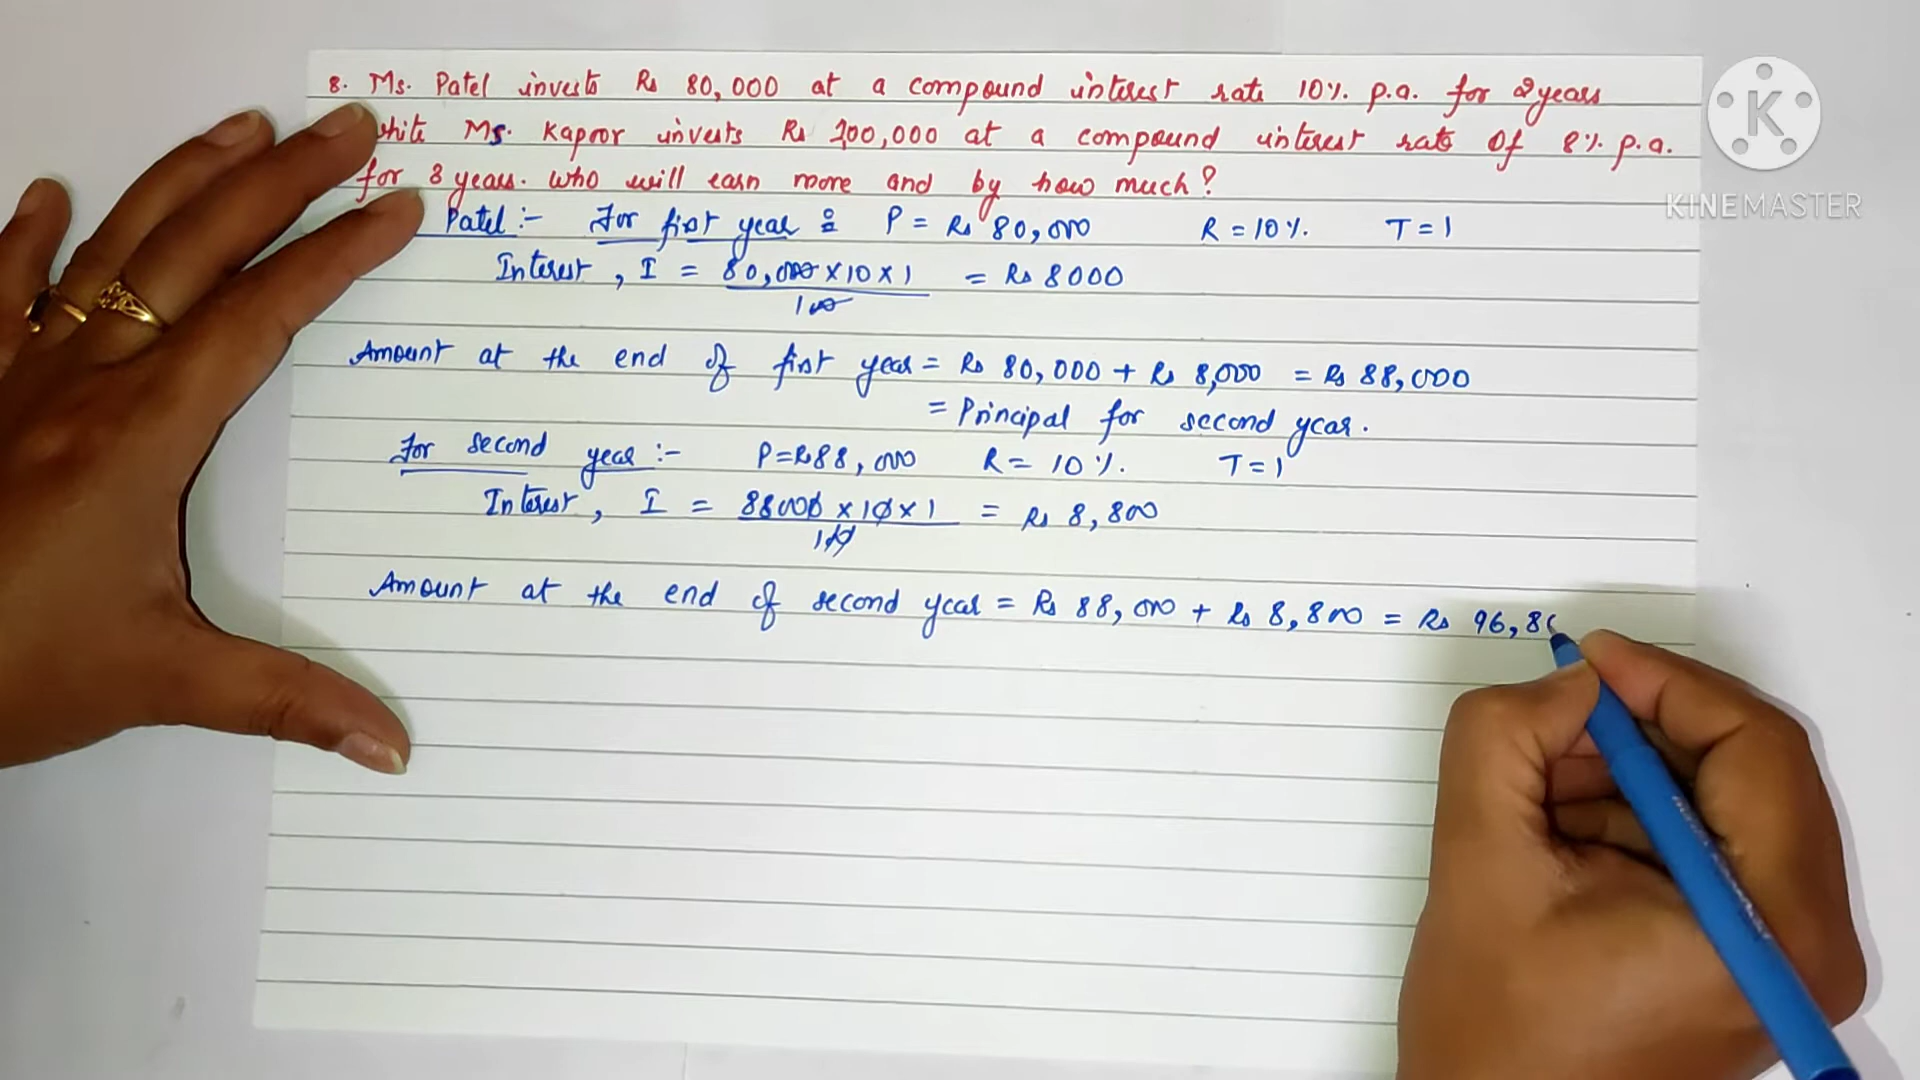 8. Ms. Patel invests Rs 80,000 at a compound interest rate 10%. p.a. for 2 years
white Ms. Kapoor invests Rs 100,000 at a compound interest rate Of 8%. p.a.
for 3 years. Who will earn more and by how much?
Patel :- For first year : P = Rs 80,000 R = 10%. T = 1
Interest, I = 80,000 × 10 × 1 / 100 = Rs 8000
Amount at the end of first year = Rs 80,000 + Rs 8,000 = Rs 88,000
= Principal for second year.
For second year :- P = Rs 88,000 R = 10%. T = 1
Interest, I = 88000 × 10 × 1 / 100 = Rs 8,800
Amount at the end of second year = Rs 88,000 + Rs 8,800 = Rs 96,80
K
KINEMASTER